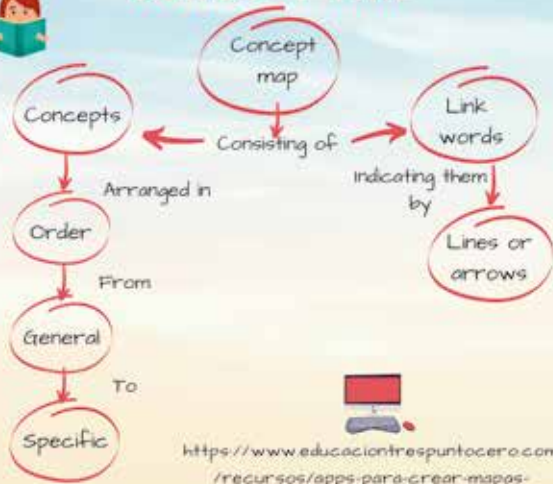 Concept
map
Concepts
Consisting of
Link
words
Arranged in
Indicating them
by
Order
Lines or
arrows
From
General
To
Specific
https://www.educaciontrespuntocero.com
/recursos/apps-para-crear-mapas-